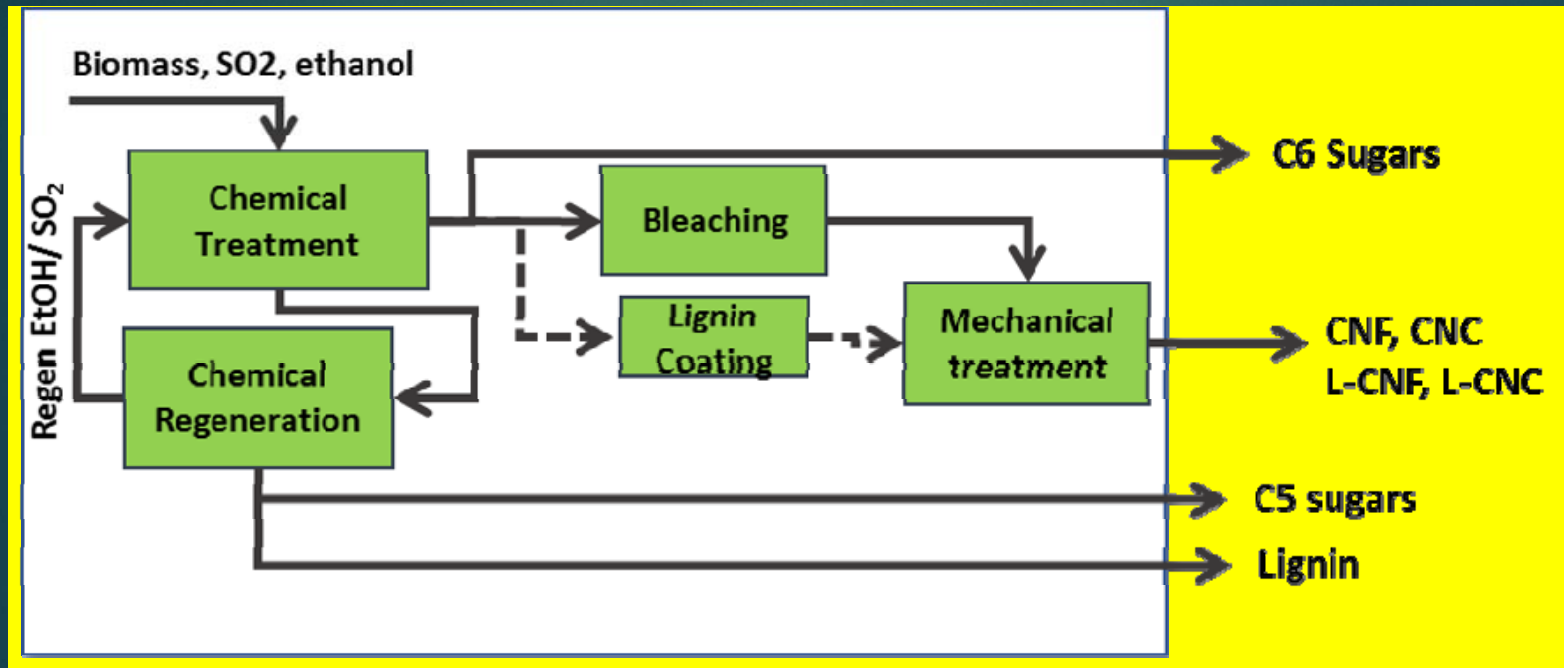 Biomass, SO2, ethanol
Regen EtOH/ SO₂
Chemical
Treatment
Bleaching
C6 Sugars
Lignin
Coating
Mechanical
treatment
CNF, CNC
L-CNF, L-CNC
Chemical
Regeneration
C5 sugars
Lignin